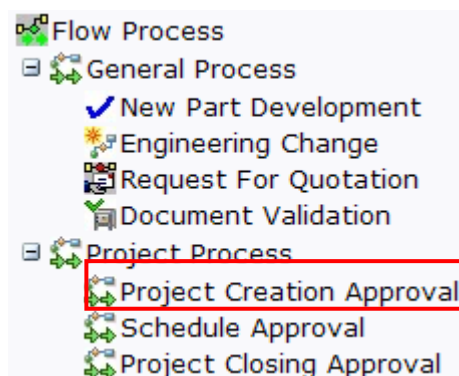 Flow Process
General Process
New Part Development
Engineering Change
Request For Quotation
Document Validation
Project Process
Project Creation Approval
Schedule Approval
Project Closing Approval